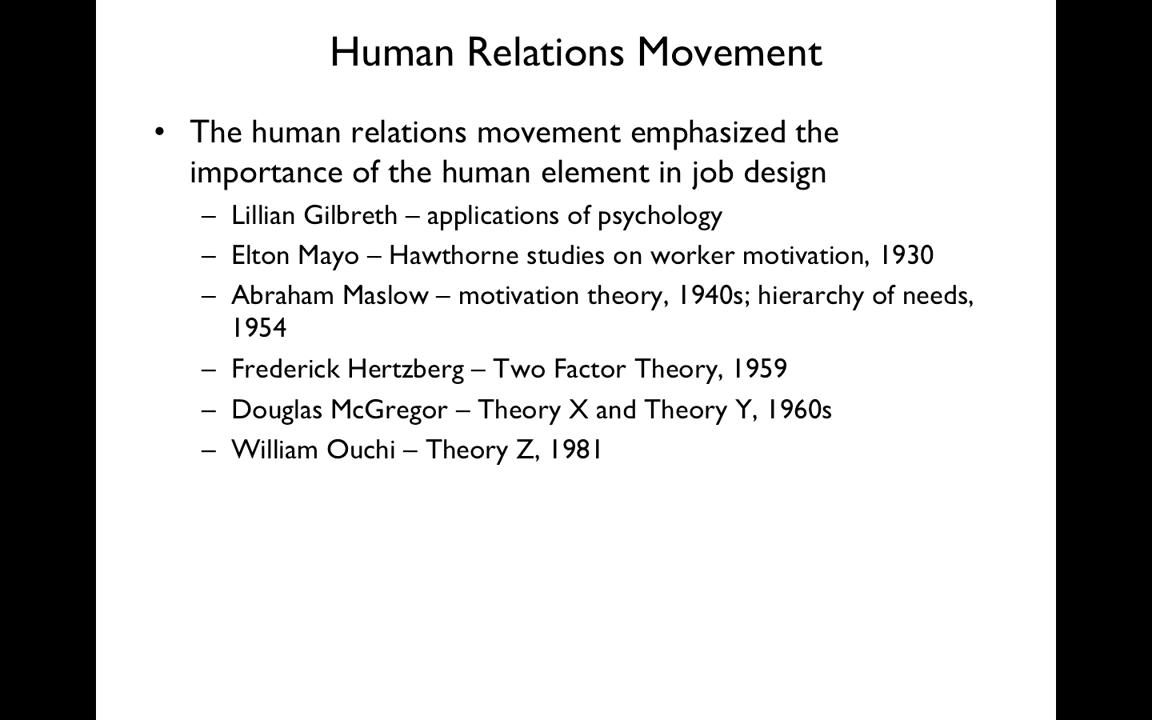 Human Relations Movement
• The human relations movement emphasized the
importance of the human element in job design
– Lillian Gilbreth – applications of psychology
– Elton Mayo – Hawthorne studies on worker motivation, 1930
– Abraham Maslow – motivation theory, 1940s; hierarchy of needs,
1954
– Frederick Hertzberg – Two Factor Theory, 1959
– Douglas McGregor – Theory X and Theory Y, 1960s
– William Ouchi – Theory Z, 1981